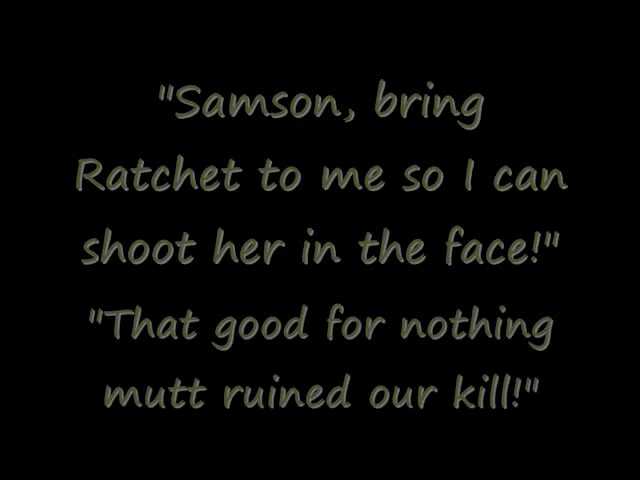 "Samson, bring
Ratchet to me so I can
shoot her in the face!"
"That good for nothing
mutt ruined our kill!"